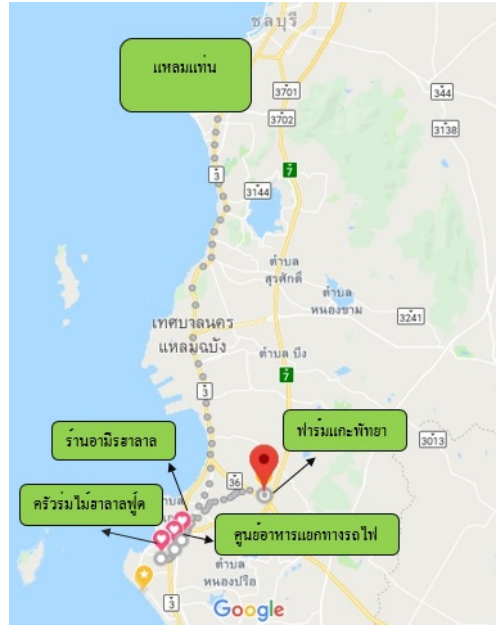 ชลบุรี
แหลมแท่น
3701
344
3702
3138
7
3
3144
ตำบล
สุรศักดิ์
ตำบล
หนองขาม
3241
เทศบาลนคร
แหลมฉบัง
ตำบล บึง
7
3
ร้านอามิรฮาลาล
ฟาร์มแกะพัทยา
3013
36
ครัวร่มไม้ฮาลาลฟู้ด
ศูนย์อาหารแยกทางรถไฟ
ตำบล
หนองปรือ
3
Google